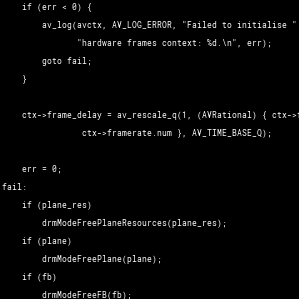 if (err < 0) {
av_log(avctx, AV_LOG_ERROR, "Failed to initialise "
"hardware frames context: %d.\n", err);
goto fail;
}
ctx->frame_delay = av_rescale_q(1, (AVRational) { ctx->
ctx->framerate.num }, AV_TIME_BASE_Q);
err = 0;
fail:
if (plane_res)
drmModeFreePlaneResources(plane_res);
if (plane)
drmModeFreePlane(plane);
if (fb)
drmModeFreeFB(fb);